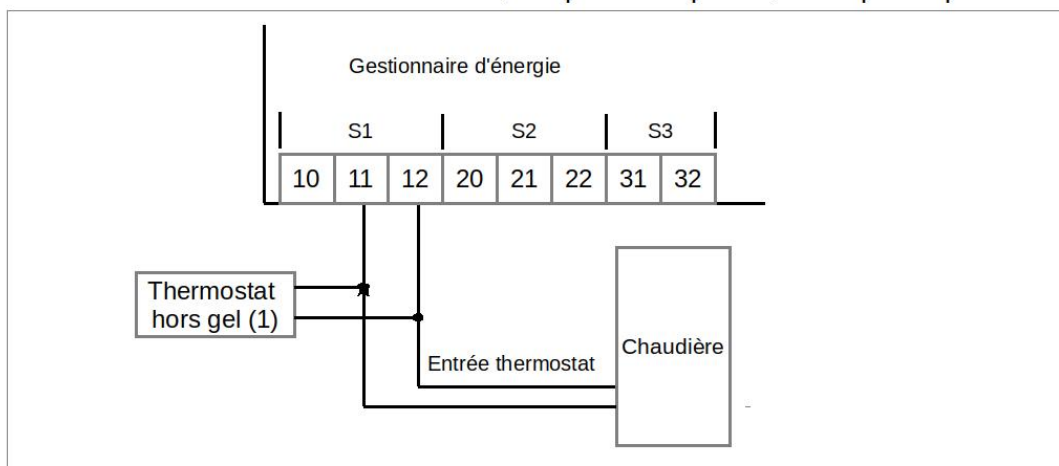 Gestionnaire d'énergie
S1 S2 S3
10 11 12 20 21 22 31 32
Thermostat
hors gel (1)
Entrée thermostat
Chaudière